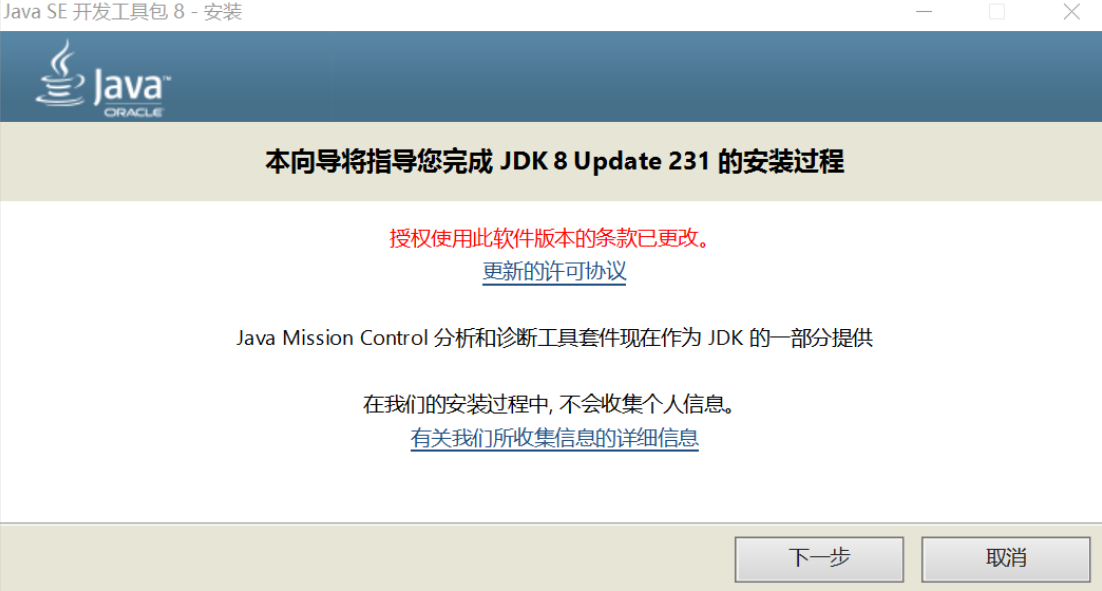 Java SE 开发工具包 8 - 安装
Java™
ORACLE
本向导将指导您完成 JDK 8 Update 231 的安装过程
授权使用此软件版本的条款已更改。
更新的许可协议
Java Mission Control 分析和诊断工具套件现在作为 JDK 的一部分提供
在我们的安装过程中, 不会收集个人信息。
有关我们所收集信息的详细信息
下一步
取消